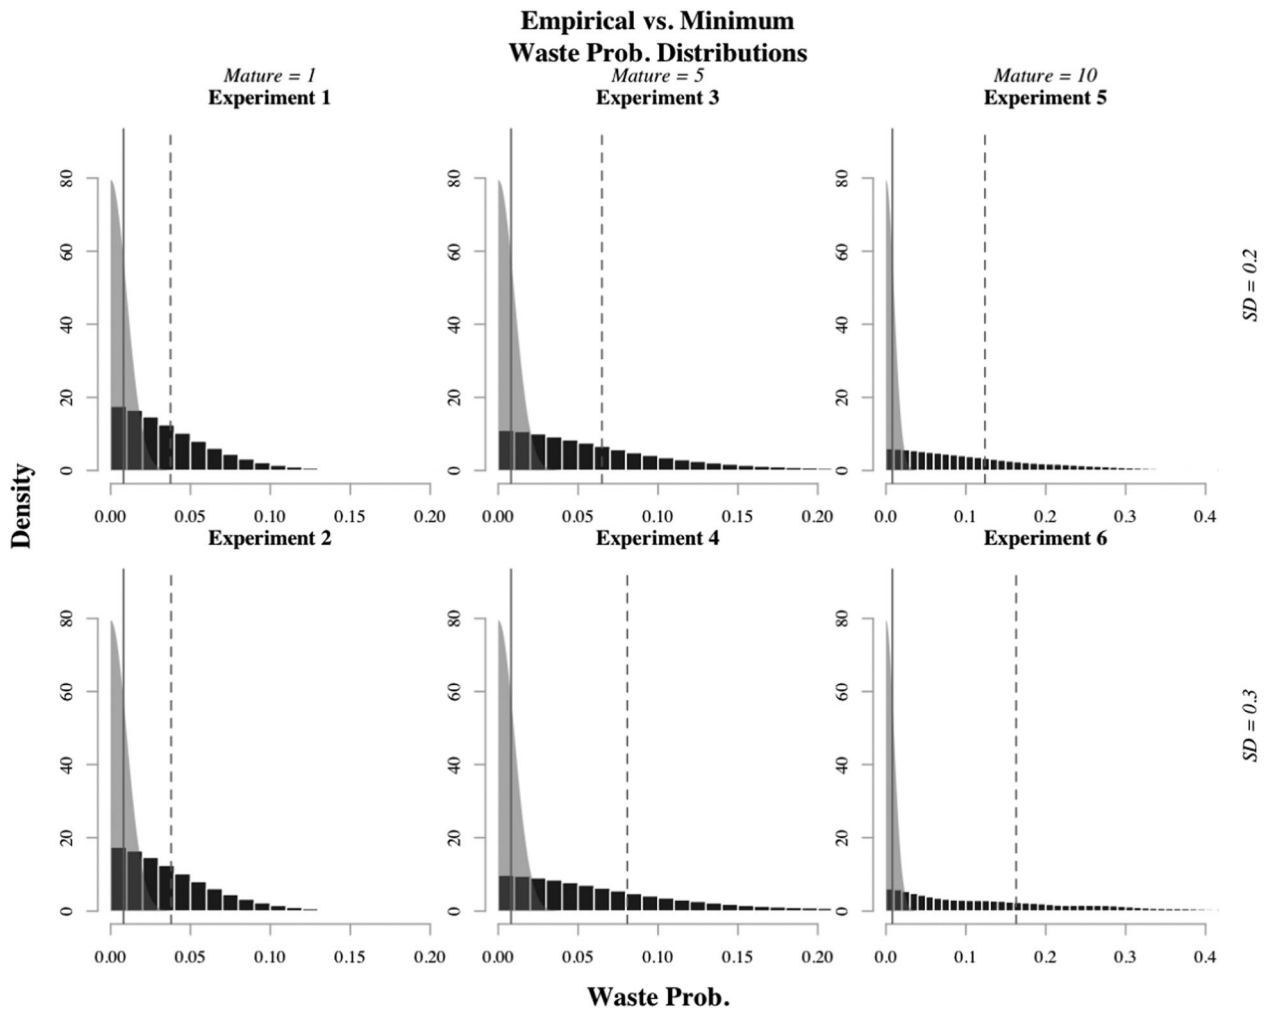 Empirical vs. Minimum
Waste Prob. Distributions
Mature = 1
Mature = 5
Mature = 10
Experiment 1
Experiment 3
Experiment 5
80
60
40
20
0
80
60
40
20
0
80
60
40
20
0
SD = 0.2
0.00 0.05 0.10 0.15 0.20
0.00 0.05 0.10 0.15 0.20
0.0 0.1 0.2 0.3 0.4
Density
Experiment 2
Experiment 4
Experiment 6
80
60
40
20
0
80
60
40
20
0
80
60
40
20
0
SD = 0.3
0.00 0.05 0.10 0.15 0.20
0.00 0.05 0.10 0.15 0.20
0.0 0.1 0.2 0.3 0.4
Waste Prob.